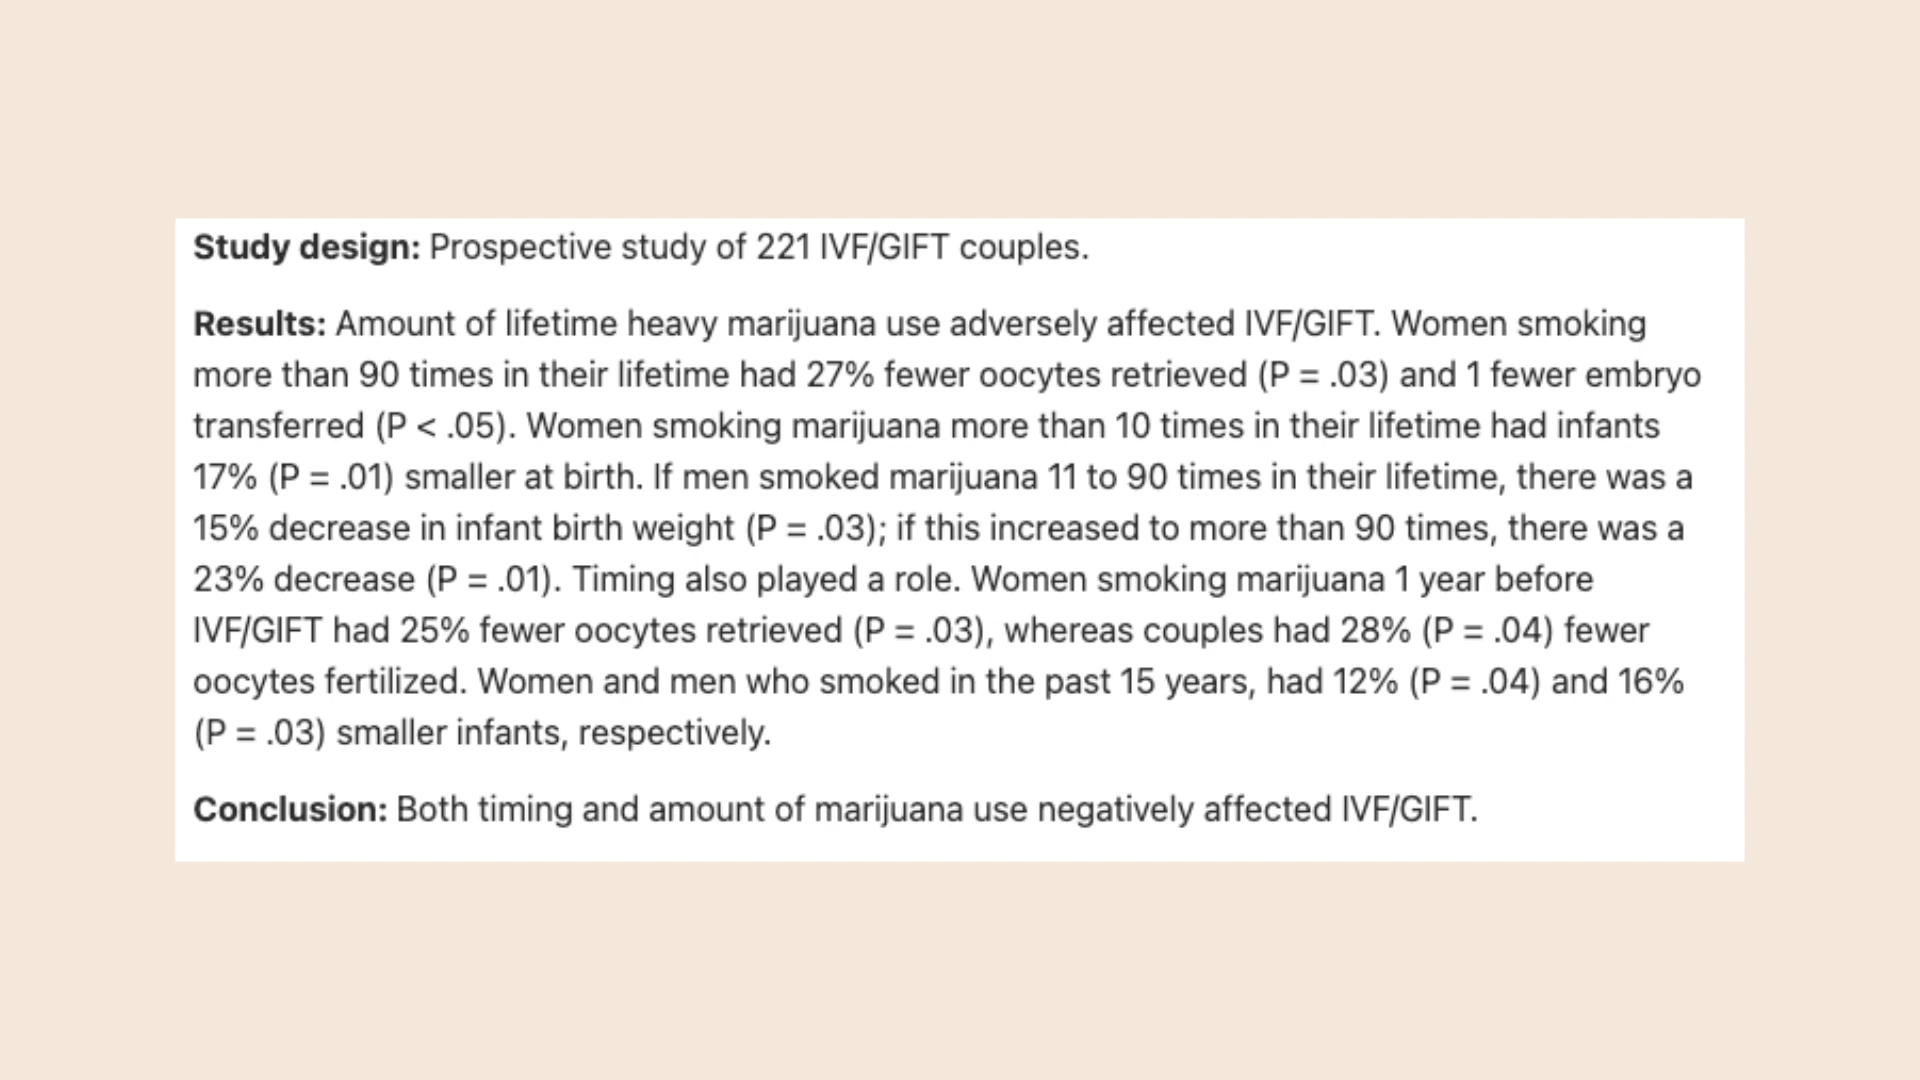 Study design: Prospective study of 221 IVF/GIFT couples.
Results: Amount of lifetime heavy marijuana use adversely affected IVF/GIFT. Women smoking
more than 90 times in their lifetime had 27% fewer oocytes retrieved (P = .03) and 1 fewer embryo
transferred (P < .05). Women smoking marijuana more than 10 times in their lifetime had infants
17% (P = .01) smaller at birth. If men smoked marijuana 11 to 90 times in their lifetime, there was a
15% decrease in infant birth weight (P = .03); if this increased to more than 90 times, there was a
23% decrease (P = .01). Timing also played a role. Women smoking marijuana 1 year before
IVF/GIFT had 25% fewer oocytes retrieved (P = .03), whereas couples had 28% (P = .04) fewer
oocytes fertilized. Women and men who smoked in the past 15 years, had 12% (P = .04) and 16%
(P = .03) smaller infants, respectively.
Conclusion: Both timing and amount of marijuana use negatively affected IVF/GIFT.